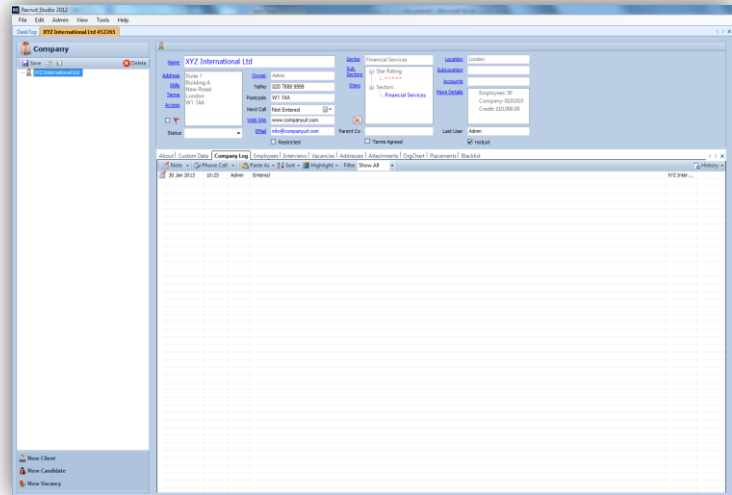 Recruit Studio 2012
File Edit Admin View Tools Help
DeskTop XYZ International Ltd 452265
Company
Save Delete
XYZ International Ltd
Name XYZ International Ltd
Address Suite 1
Building A
New Road
London
W1 1AA
Skills
Terms
Access
Status
Owner Admin
TelNo 020 7888 9999
Postcode W1 1AA
Next Call Not Entered
Web Site www.companyurl.com
EMail info@companyurl.com
Restricted
Sector Financial Services
Sub Sectors
Star Rating
*****
Sectors
Financial Services
Parent Co
Terms Agreed
Location London
SubLocation
Accounts
More Details
Employees: 50
Credit: £10,000.00
Last User Admin
HotList
About Custom Data Company Log Employees Interviews Vacancies Addresses Attachments OrgChart Placements Blacklist
Note Phone Call Paste As Sort Highlight Filter Show All History
30 Jan 2013 10:25 Admin Entered XYZ Inter...
New Client
New Candidate
New Vacancy